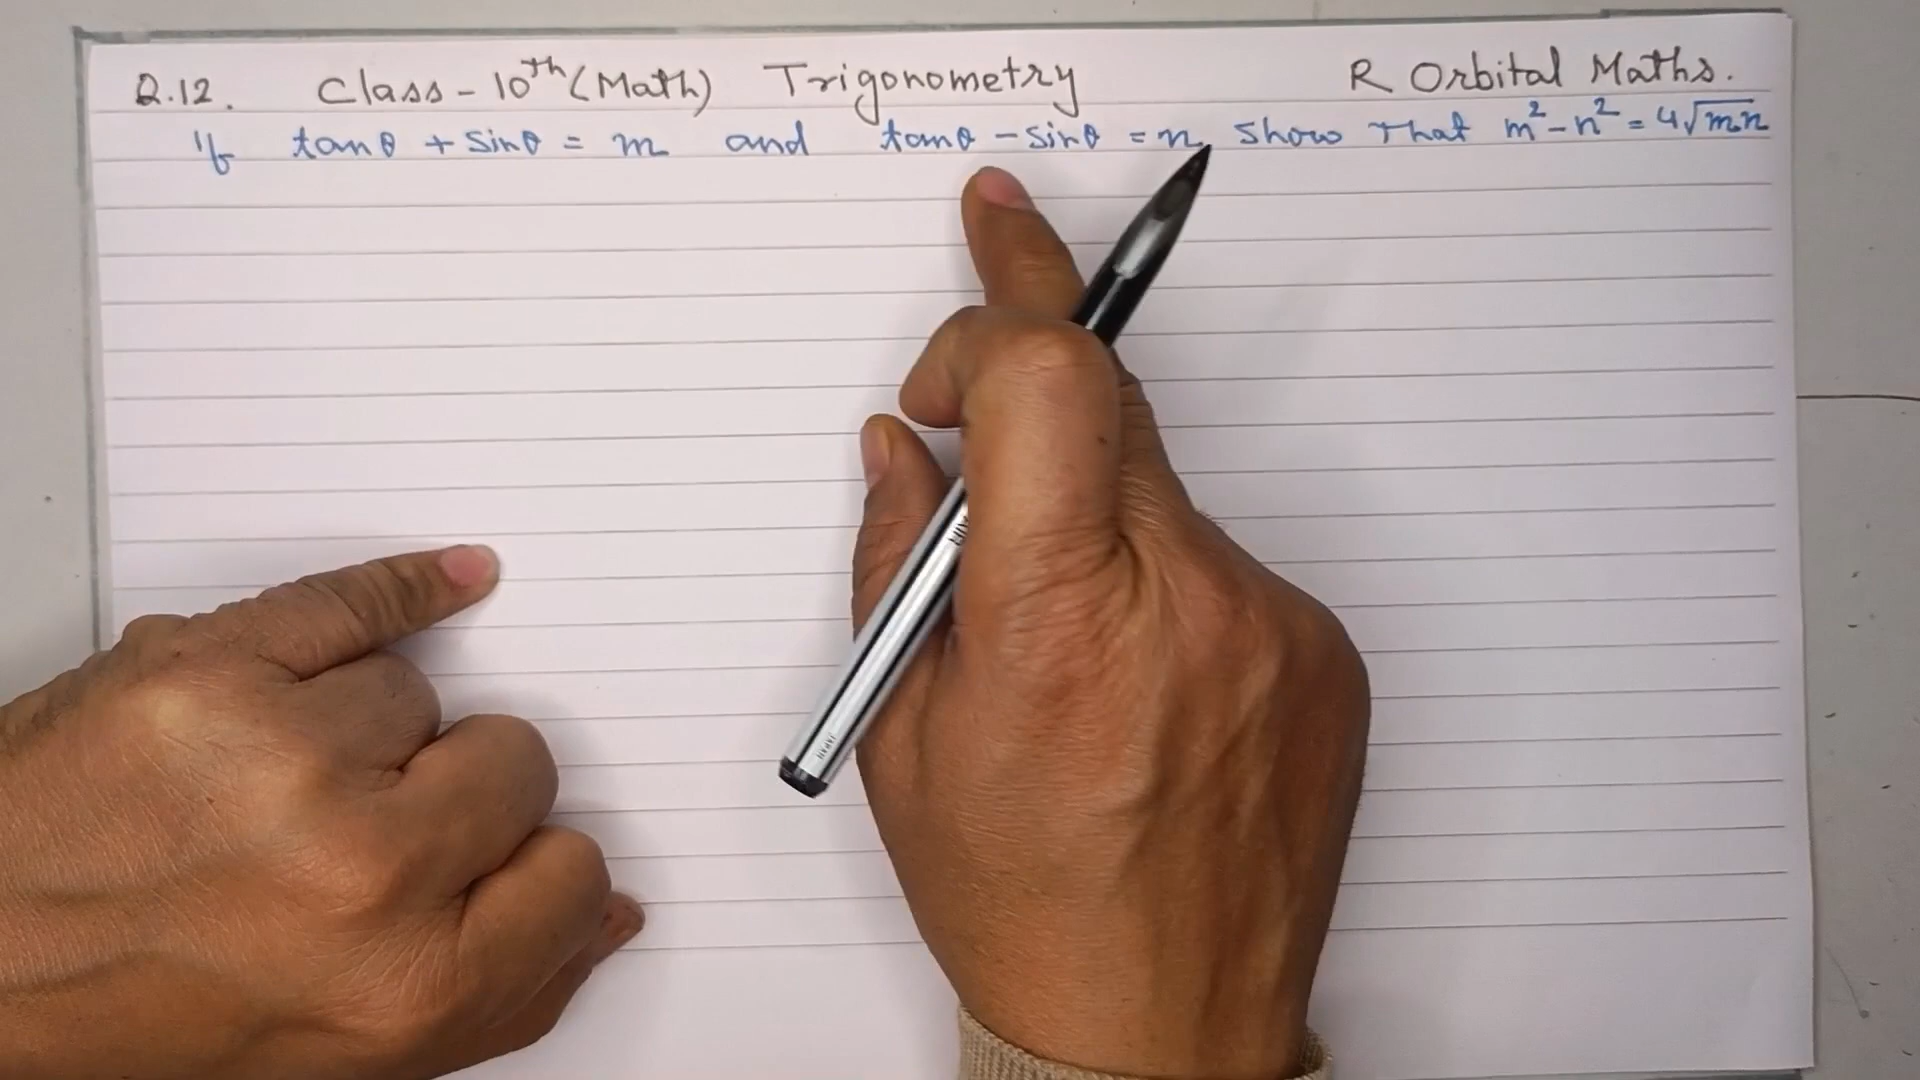 Q.12. Class - 10th (Math) Trigonometry R Orbital Maths.
If tanθ + sinθ = m and tanθ - sinθ = n, show that m² - n² = 4√mn